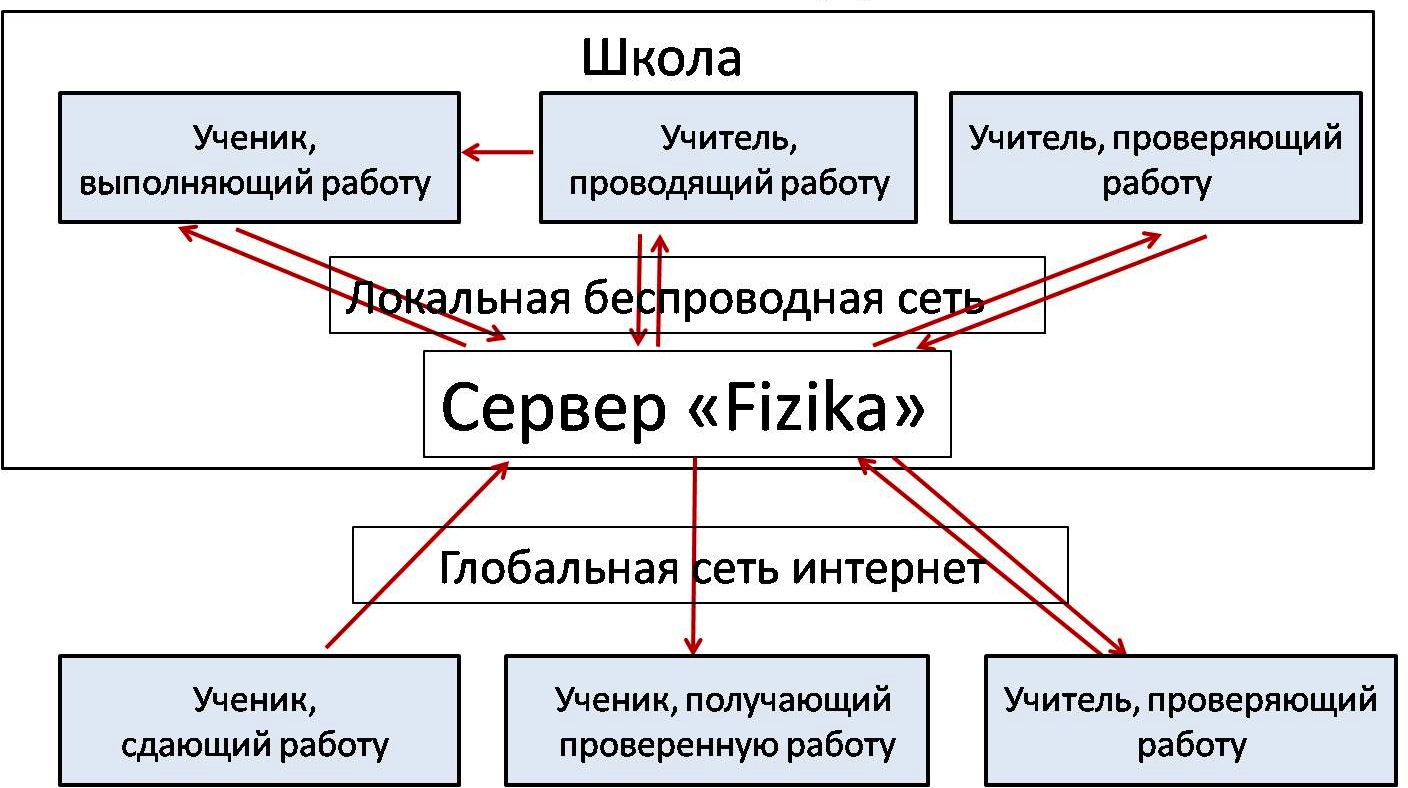 Школа
Ученик,
выполняющий работу
Учитель,
проводящий работу
Учитель, проверяющий
работу
Локальная беспроводная сеть
Сервер «Fizika»
Глобальная сеть интернет
Ученик,
сдающий работу
Ученик, получающий
проверенную работу
Учитель, проверяющий
работу